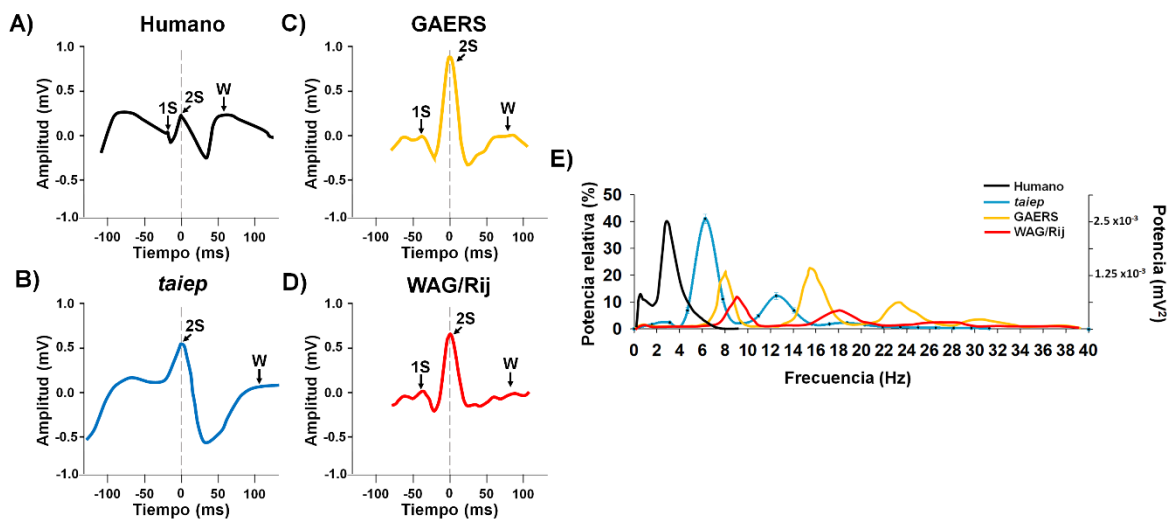 A)
Humano
1.0
0.5
0.0
-0.5
-1.0
Amplitud (mV)
1S
2S
W
-100 -50 0 50 100
Tiempo (ms)
C)
GAERS
1.0
0.5
0.0
-0.5
-1.0
Amplitud (mV)
1S
2S
W
-100 -50 0 50 100
Tiempo (ms)
B)
taiep
1.0
0.5
0.0
-0.5
-1.0
Amplitud (mV)
2S
W
-100 -50 0 50 100
Tiempo (ms)
D)
WAG/Rij
1.0
0.5
0.0
-0.5
-1.0
Amplitud (mV)
1S
2S
W
-100 -50 0 50 100
Tiempo (ms)
E)
50
40
30
20
10
0
Potencia relativa (%)
Humano
taiep
GAERS
WAG/Rij
2.5 x10⁻³
1.25 x10⁻³
Potencia (mV²)
0 2 4 6 8 10 12 14 16 18 20 22 24 26 28 30 32 34 36 38 40
Frecuencia (Hz)